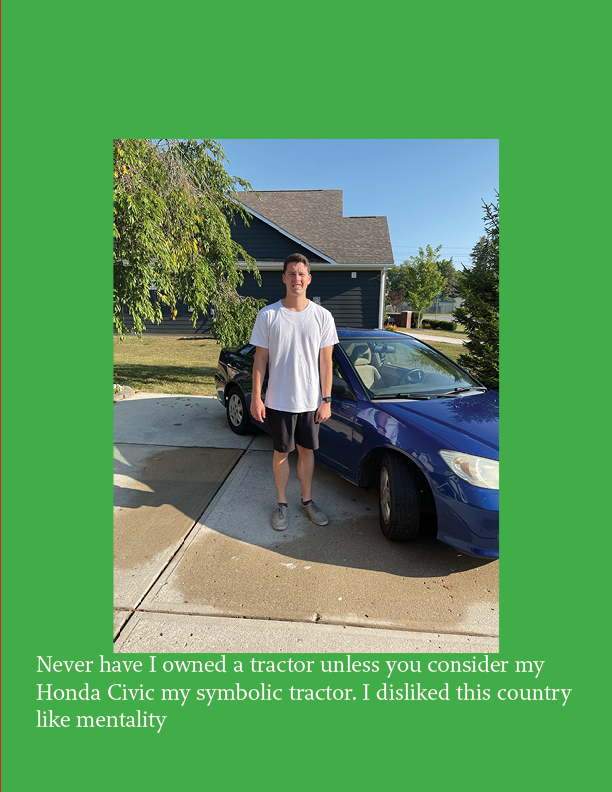 Never have I owned a tractor unless you consider my
Honda Civic my symbolic tractor. I disliked this country
like mentality